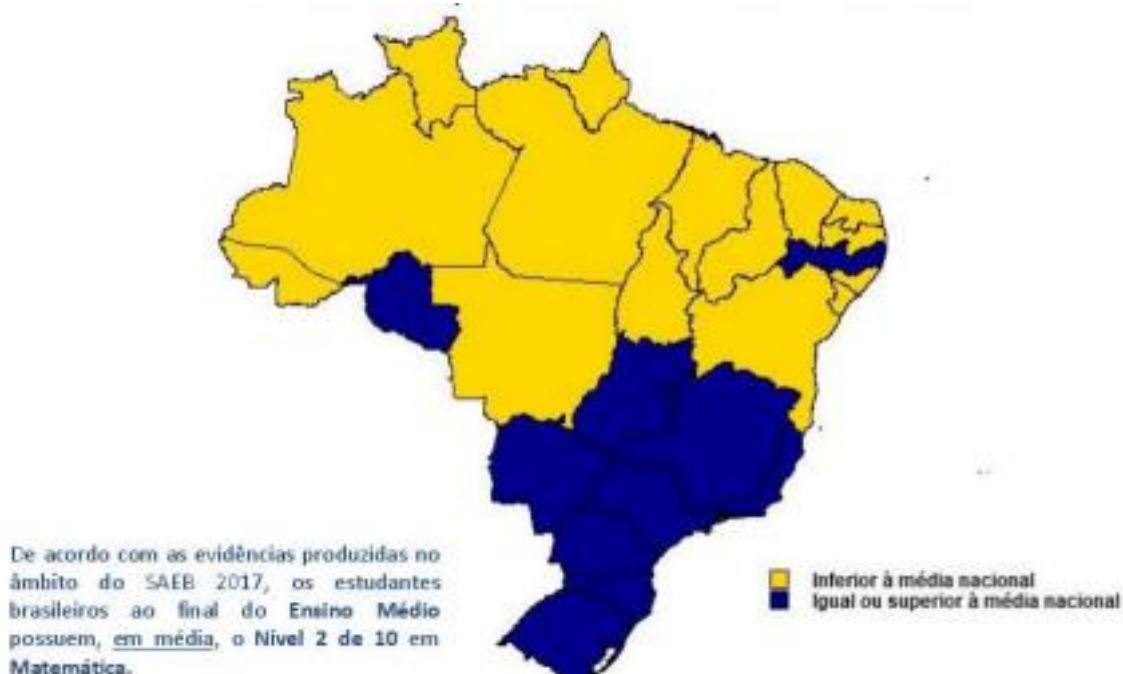 De acordo com as evidências produzidas no
âmbito do SAEB 2017, os estudantes
brasileiros ao final do Ensino Médio
possuem, em média, o Nível 2 de 10 em
Matemática.
Inferior à média nacional
Igual ou superior à média nacional